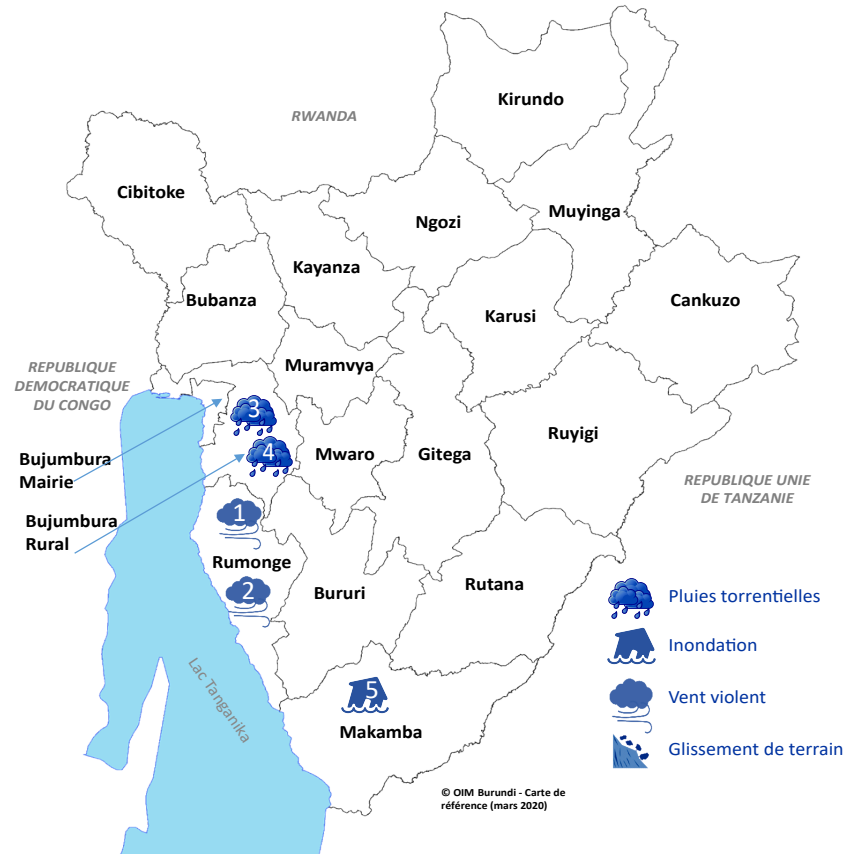 Kirundo
RWANDA
Cibitoke
Muyinga
Ngozi
Kayanza
Bubanza
Cankuzo
Karusi
REPUBLIQUE
DEMOCRATIQUE
DU CONGO
Muramvya
3
Ruyigi
4
Mwaro
Gitega
Bujumbura
Mairie
REPUBLIQUE UNIE
DE TANZANIE
1
Bujumbura
Rural
Rumonge
2
Bururi
Rutana
Pluies torrentielles
Inondation
Lac Tanganika
5
Vent violent
Makamba
Glissement de terrain
© OIM Burundi - Carte de
référence (mars 2020)